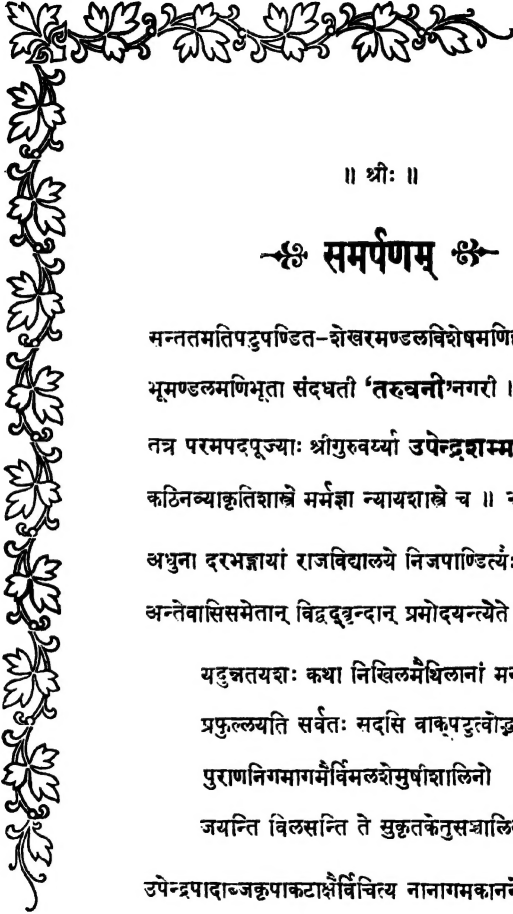 ॥ श्रीः ॥
समर्पणम्
सन्ततमतिपटुपण्डित-शेखरमण्डलविशेषमणि
भूमण्डलमणिभूता संदधती 'तरुवनी'नगरी ।
तत्र परमपदपूज्याः श्रीगुरुवर्य्या उपेन्द्रशम्म
कठिनव्याकृतिशास्त्रे मर्मज्ञा न्यायशास्त्रे च ॥
अधुना दरभङ्गायां राजविद्यालये निजपाण्डित्यैः
अन्तेवासिसमेतान् विद्वद्वृन्दान् प्रमोदयन्त्येते
यदुन्नतयशः कथा निखिलमैथिलानां
प्रफुल्लयति सर्वतः सदसि वाक्पटुत्वो
पुराणनिगमागमैर्विमलशेमुषीशालिनो
जयन्ति विलसन्ति ते सुकृतकेतुसञ्चालि
उपेन्द्रपादाब्जकृपाकटाक्षैर्विचित्य नानागमकानने